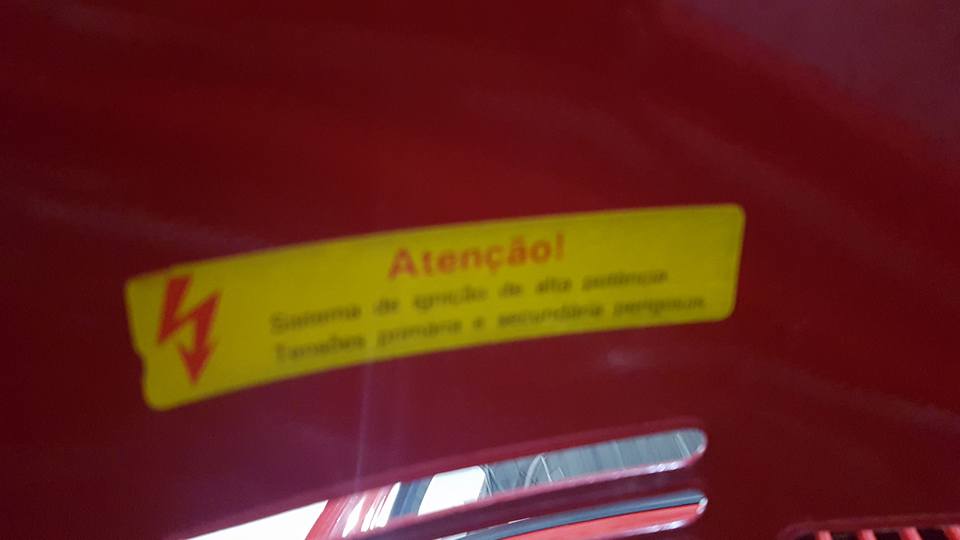 Atenção!
Sistema de ignição de alta potência
Tensões primária e secundária perigosas